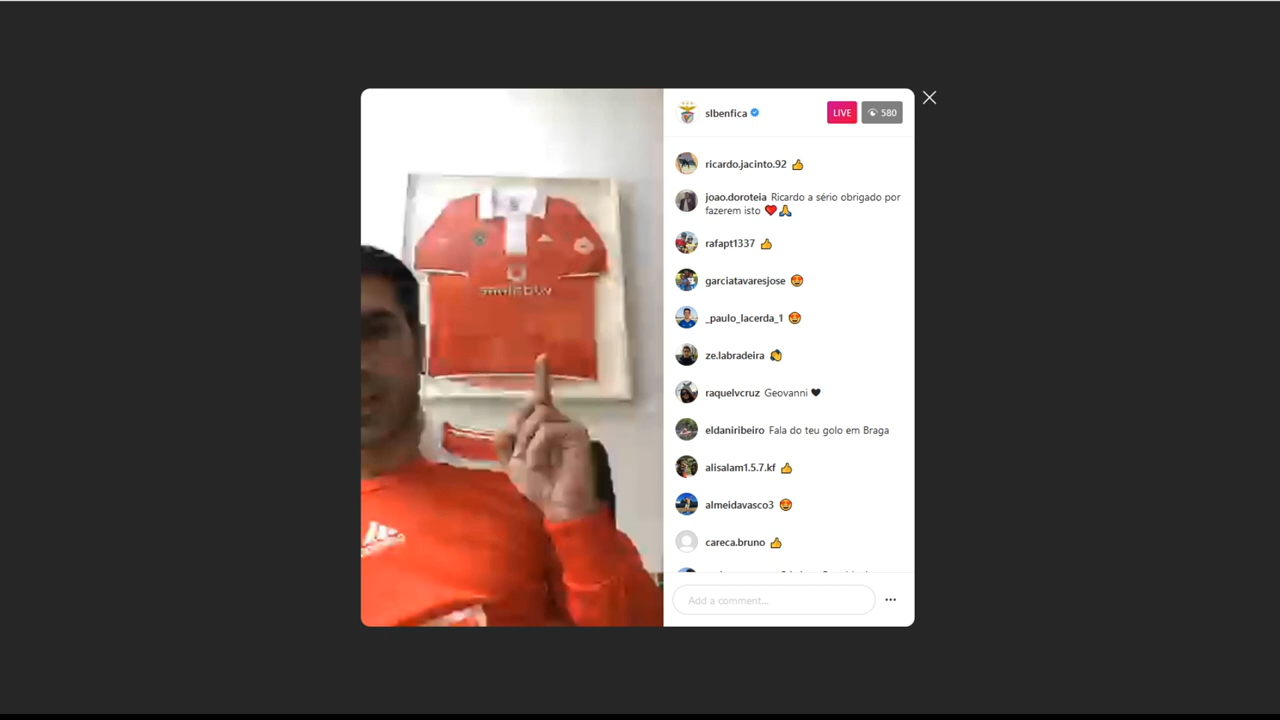 slbenfica
LIVE
580
ricardo.jacinto.92 👍
joao.doroteia Ricardo a sério obrigado por
fazerem isto ❤️🙏
rafapt1337 👍
garciatavaresjose 😍
_paulo_lacerda_1 😍
ze.labradeira 👏
raquelvcruz Geovanni 🖤
eldaniribeiro Fala do teu golo em Braga
alisalam1.5.7.kf 👍
almeidavasco3 😍
careca.bruno 👍
Add a comment...